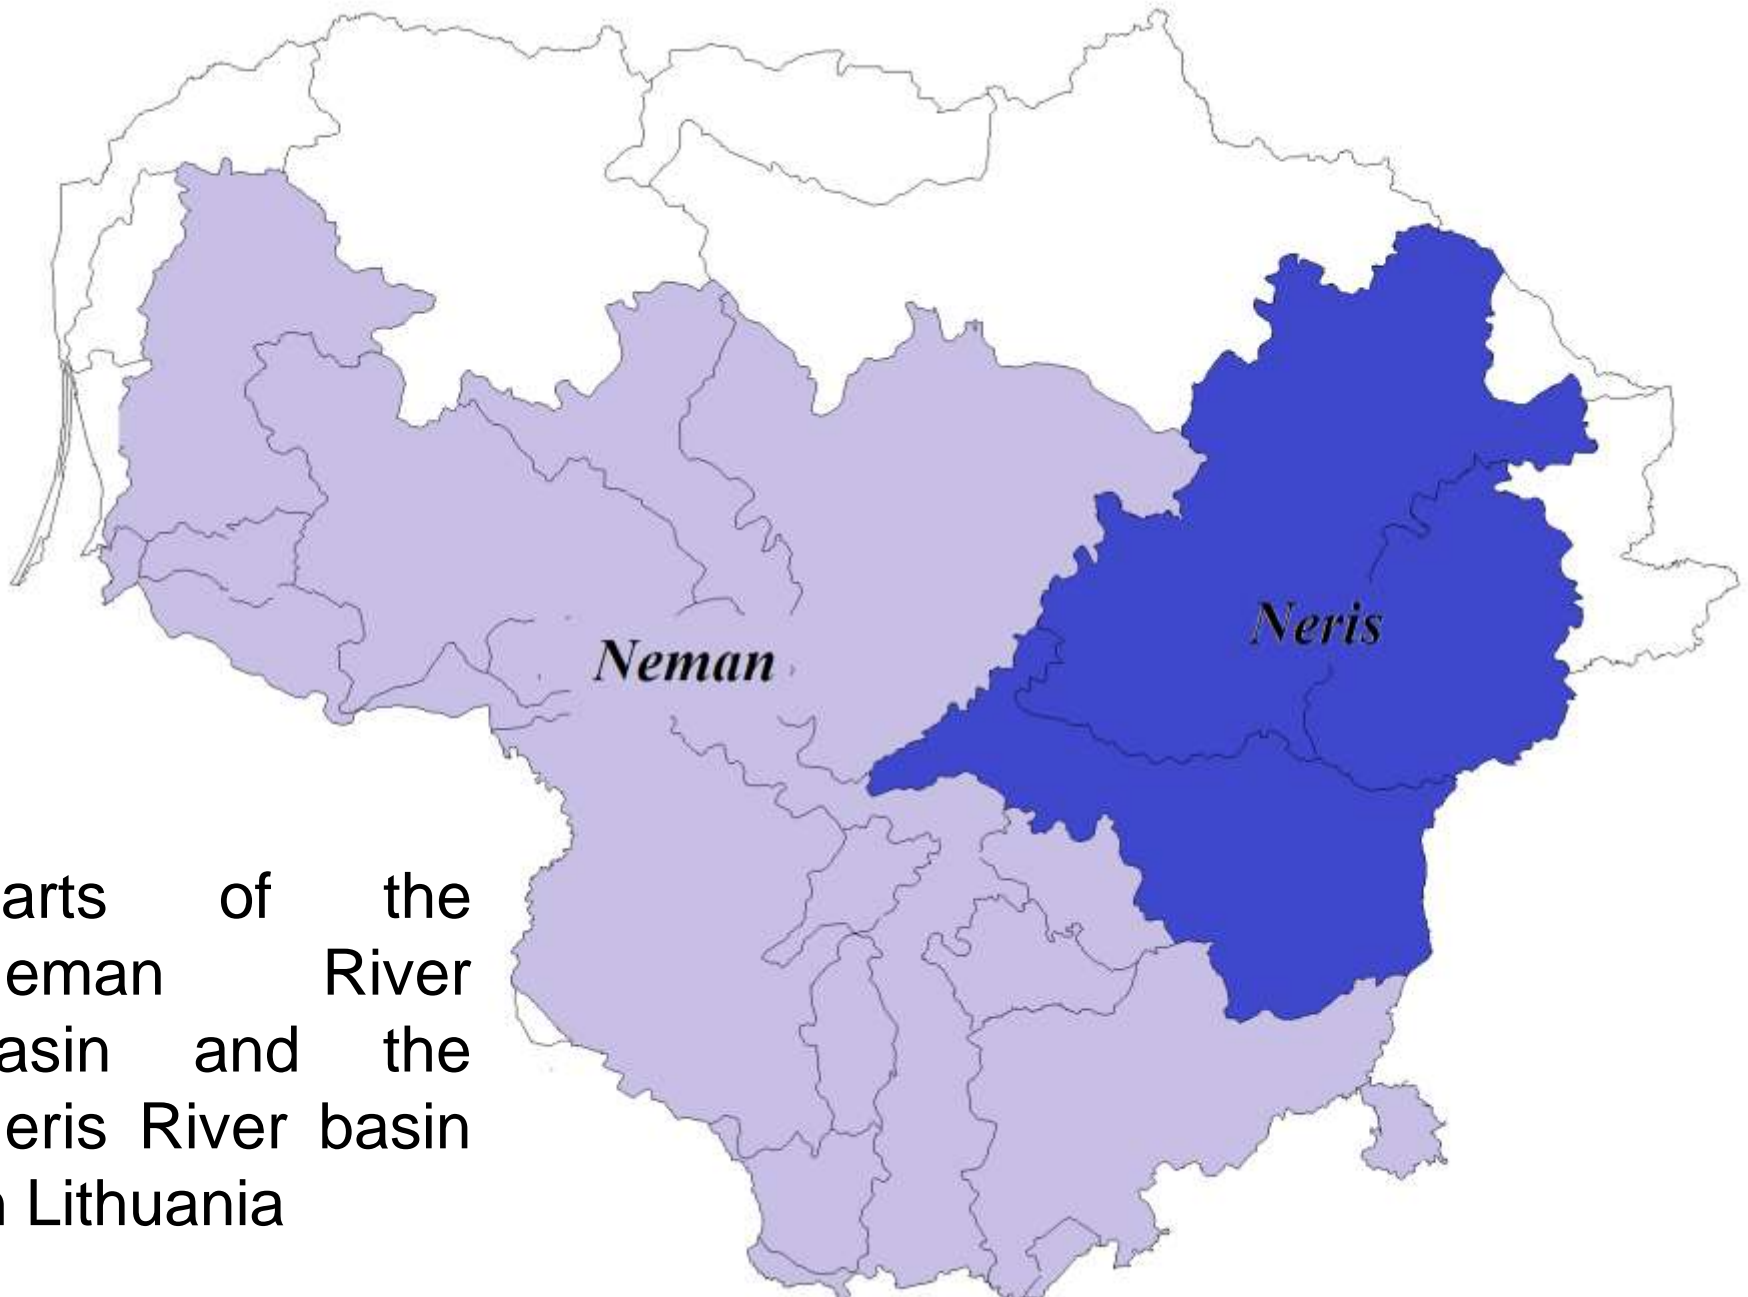 Neris
Neman
arts of the
eman River
asin and the
eris River basin
n Lithuania